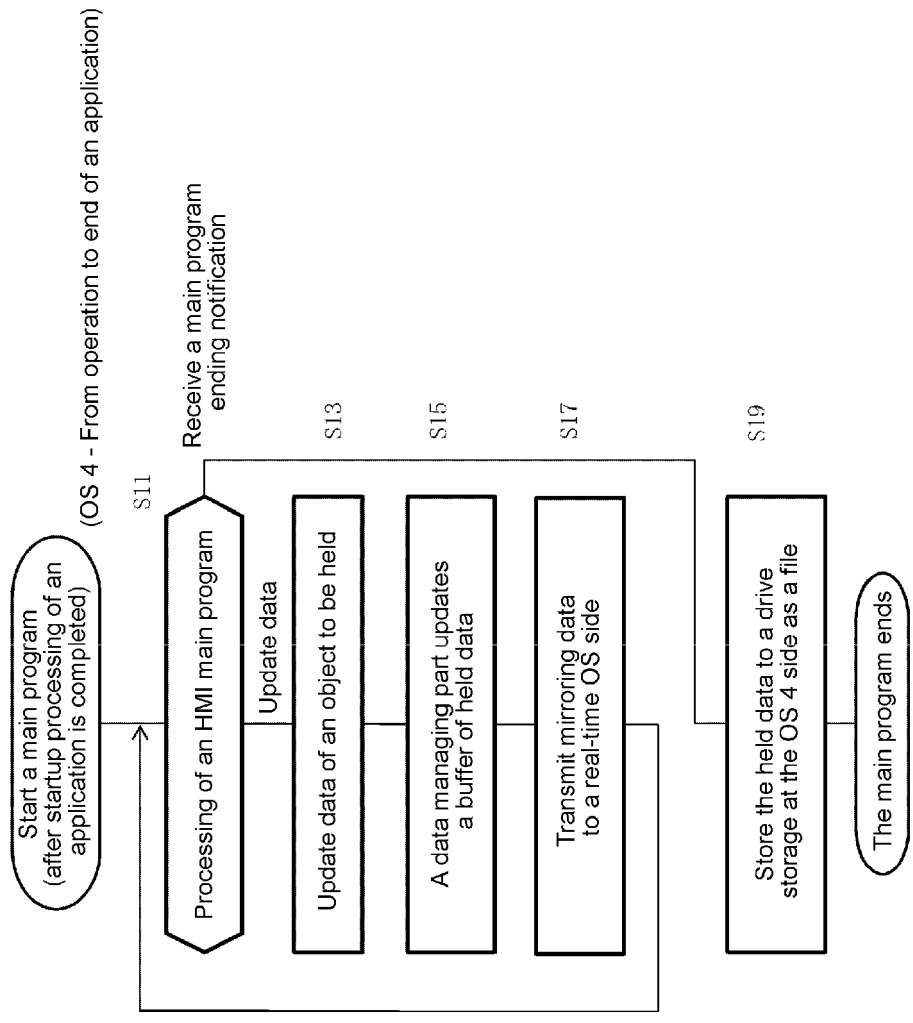 (OS 4 - From operation to end of an application)
Start a main program
(after startup processing of an
application is completed)
S11
Processing of an HMI main program
Receive a main program
ending notification
Update data
S13
Update data of an object to be held
S15
A data managing part updates
a buffer of held data
S17
Transmit mirroring data
to a real-time OS side
S19
Store the held data to a drive
storage at the OS 4 side as a file
The main program ends